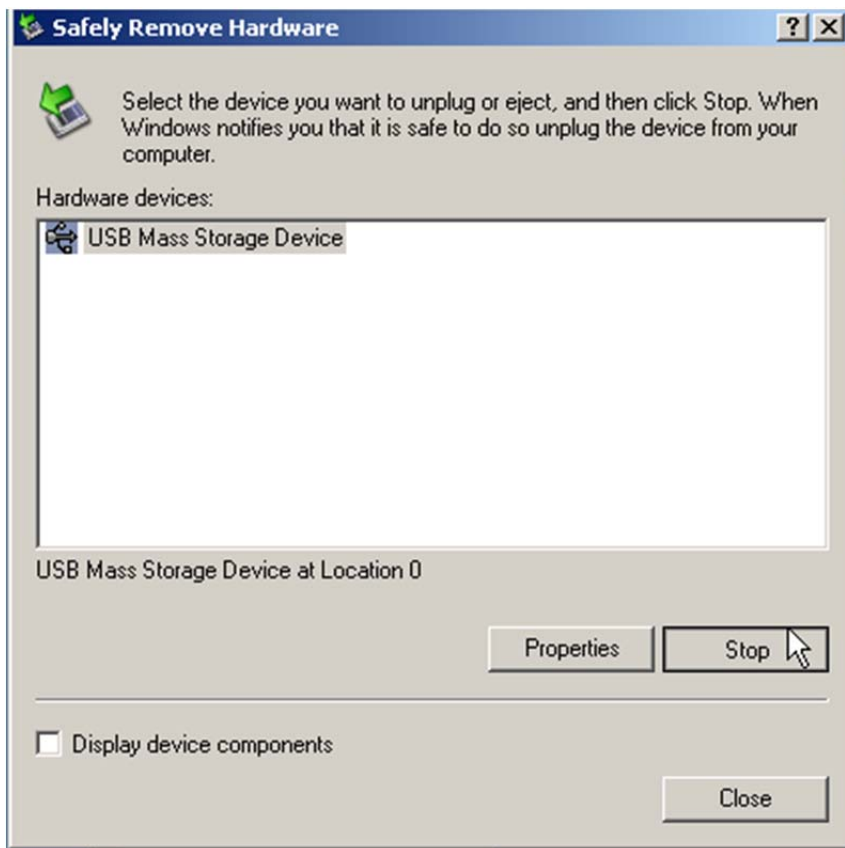 Safely Remove Hardware
Select the device you want to unplug or eject, and then click Stop. When
Windows notifies you that it is safe to do so unplug the device from your
computer.
Hardware devices:
USB Mass Storage Device
USB Mass Storage Device at Location 0
Properties
Stop
Display device components
Close